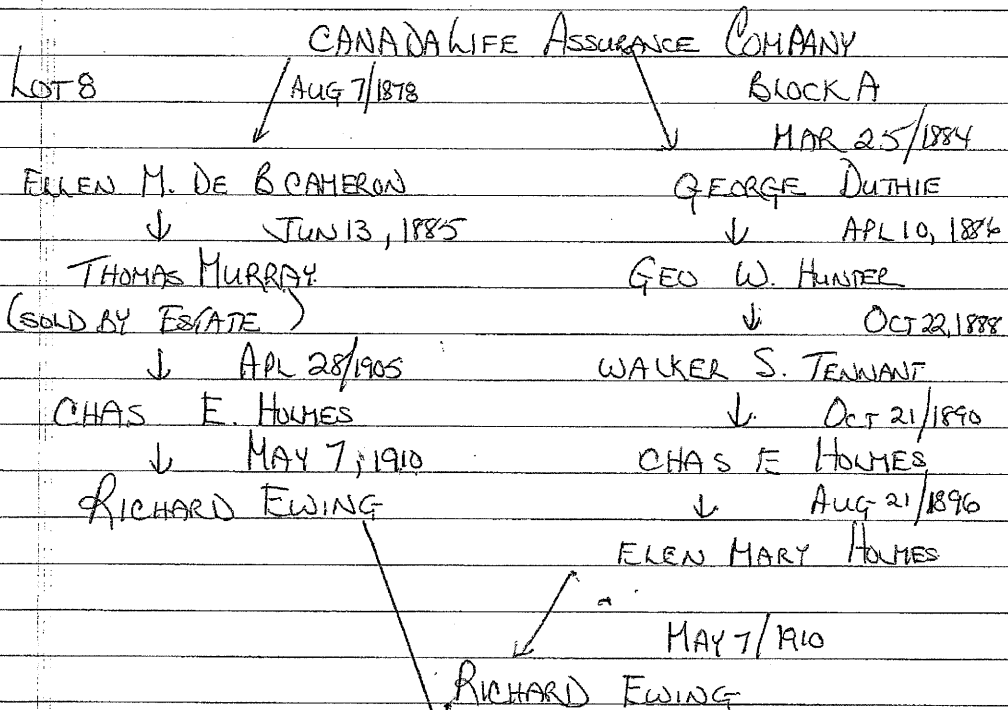 CANADA LIFE ASSURANCE COMPANY
LOT 8 AUG 7/1878 BLOCK A
MAR 25/1884
ELLEN M. DE B CAMERON GEORGE DUTHIE
↓ JUN 13, 1885 ↓ APL 10, 1886
THOMAS MURRAY GEO W. HUNTER
(SOLD BY ESTATE) ↓ OCT 22, 1888
↓ APL 28/1905 WALKER S. TENNANT
CHAS E. HOLMES ↓ OCT 21/1890
↓ MAY 7, 1910 CHAS E HOLMES
RICHARD EWING ↓ AUG 21/1896
ELEN MARY HOLMES
MAY 7/1910
RICHARD EWING